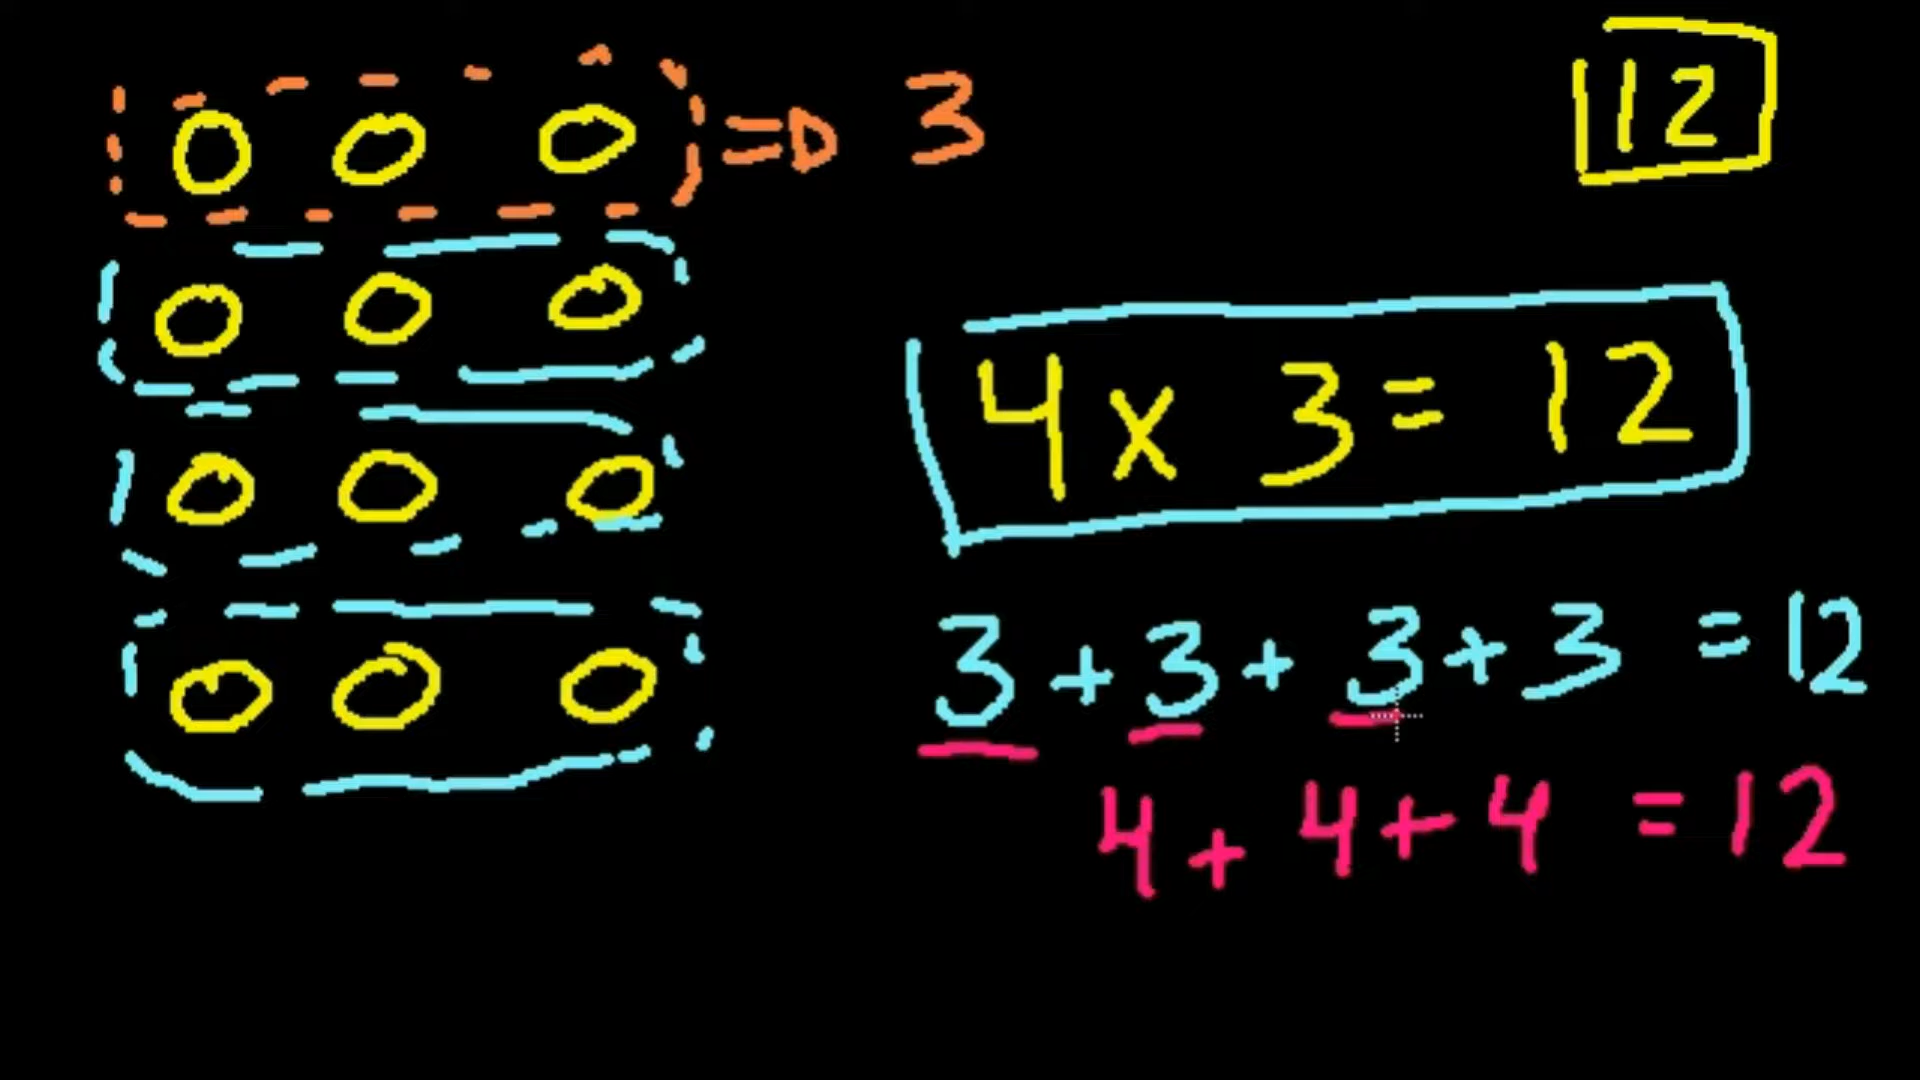 => 3
12
4 x 3 = 12
3 + 3 + 3 + 3 = 12
4 + 4 + 4 = 12